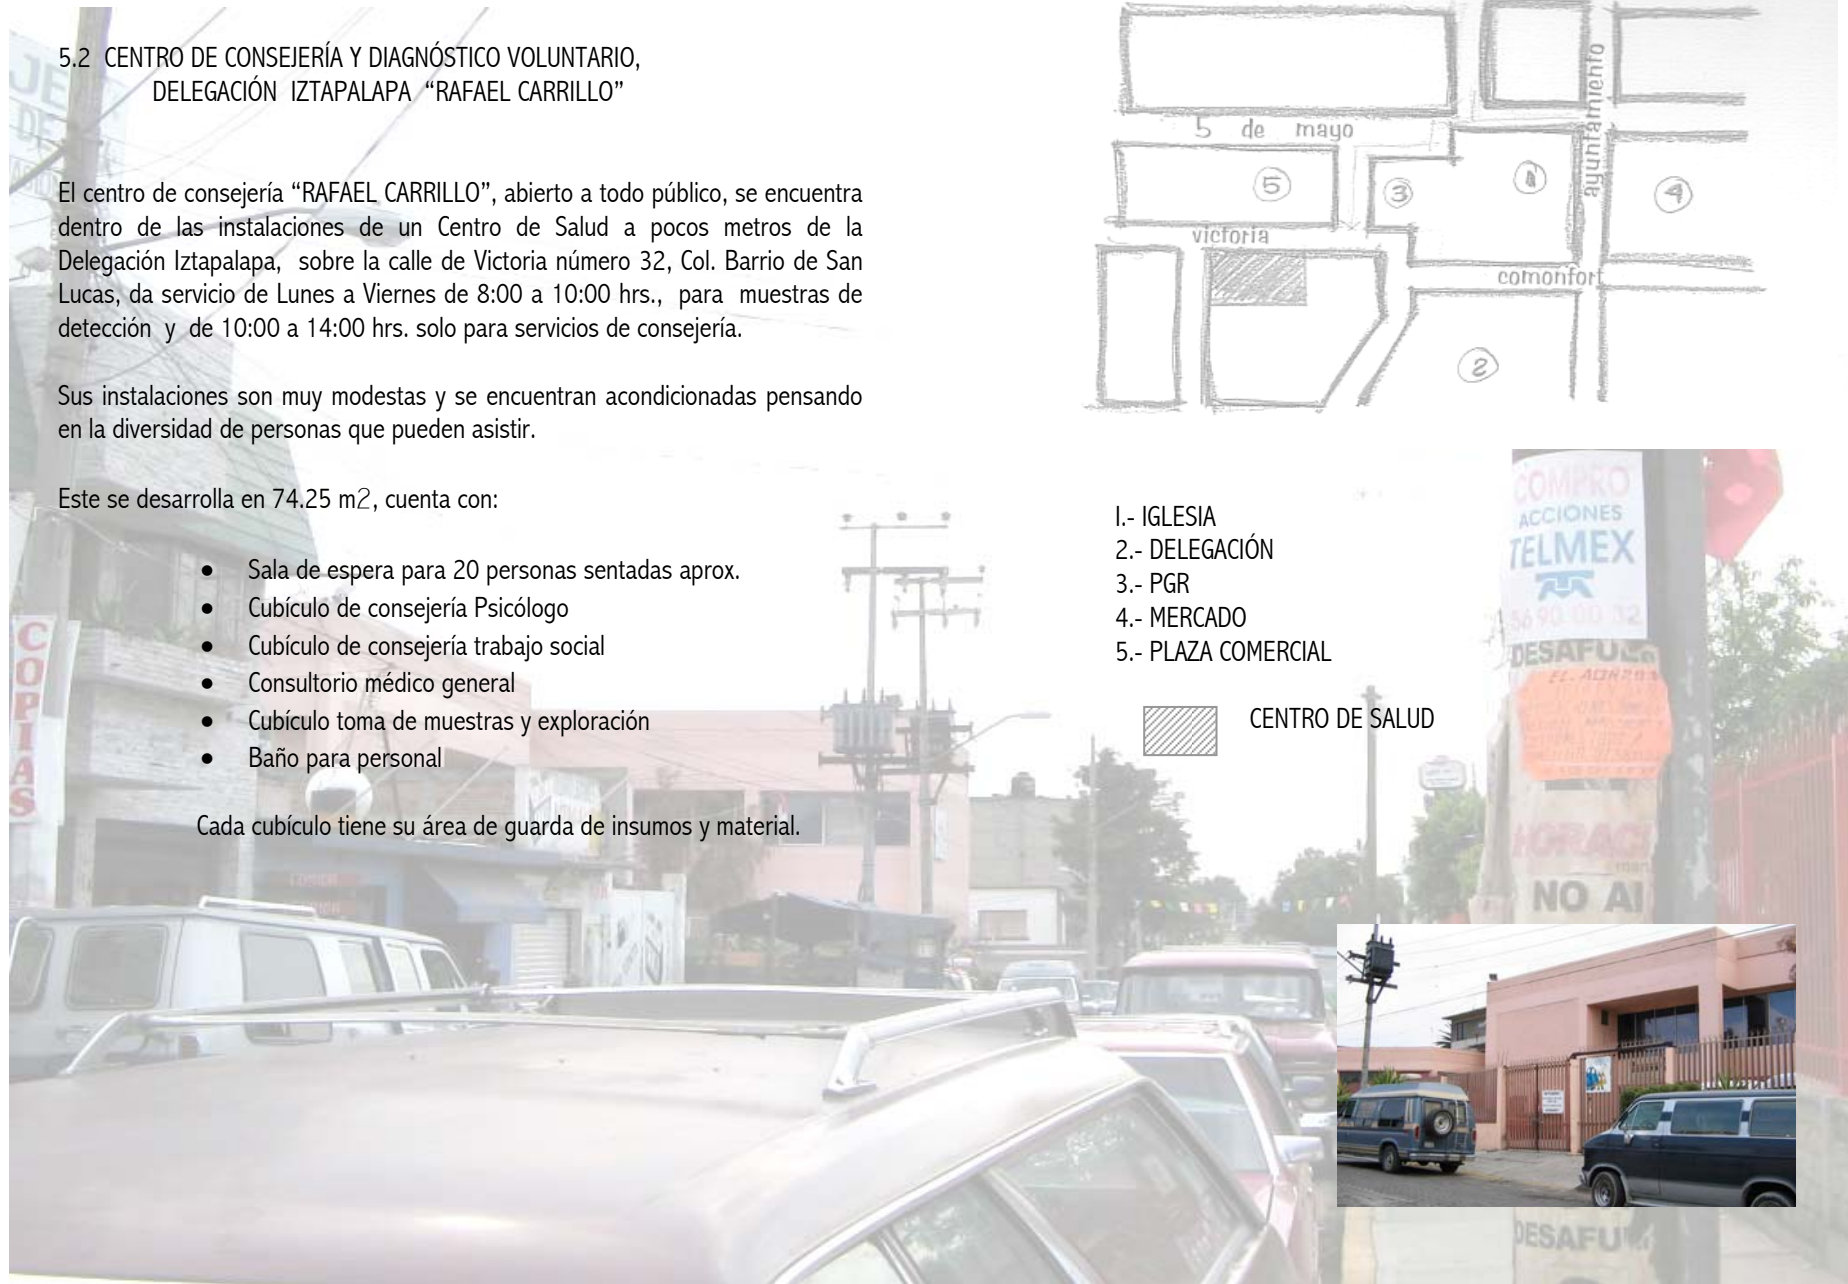 5.2 CENTRO DE CONSEJERÍA Y DIAGNÓSTICO VOLUNTARIO,
DELEGACIÓN IZTAPALAPA “RAFAEL CARRILLO”
El centro de consejería “RAFAEL CARRILLO”, abierto a todo público, se encuentra
dentro de las instalaciones de un Centro de Salud a pocos metros de la
Delegación Iztapalapa, sobre la calle de Victoria número 32, Col. Barrio de San
Lucas, da servicio de Lunes a Viernes de 8:00 a 10:00 hrs., para muestras de
detección y de 10:00 a 14:00 hrs. solo para servicios de consejería.
Sus instalaciones son muy modestas y se encuentran acondicionadas pensando
en la diversidad de personas que pueden asistir.
Este se desarrolla en 74.25 m2, cuenta con:
• Sala de espera para 20 personas sentadas aprox.
• Cubículo de consejería Psicólogo
• Cubículo de consejería trabajo social
• Consultorio médico general
• Cubículo toma de muestras y exploración
• Baño para personal
Cada cubículo tiene su área de guarda de insumos y material.
5 de mayo
ayuntamiento
5
3
1
4
victoria
comonfort
2
I.- IGLESIA
2.- DELEGACIÓN
3.- PGR
4.- MERCADO
5.- PLAZA COMERCIAL
CENTRO DE SALUD
COPIAS
COMPRO
ACCIONES
TELMEX
5690 00 32
NO AI